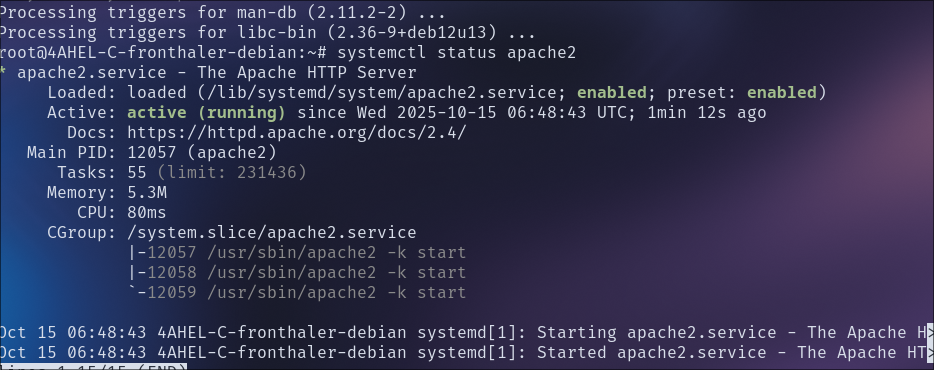 Processing triggers for man-db (2.11.2-2) ...
Processing triggers for libc-bin (2.36-9+deb12u13) ...
root@4AHEL-C-fronthaler-debian:~# systemctl status apache2
* apache2.service - The Apache HTTP Server
Loaded: loaded (/lib/systemd/system/apache2.service; enabled; preset: enabled)
Active: active (running) since Wed 2025-10-15 06:48:43 UTC; 1min 12s ago
Docs: https://httpd.apache.org/docs/2.4/
Main PID: 12057 (apache2)
Tasks: 55 (limit: 231436)
Memory: 5.3M
CPU: 80ms
CGroup: /system.slice/apache2.service
|-12057 /usr/sbin/apache2 -k start
|-12058 /usr/sbin/apache2 -k start
`-12059 /usr/sbin/apache2 -k start
Oct 15 06:48:43 4AHEL-C-fronthaler-debian systemd[1]: Starting apache2.service - The Apache H>
Oct 15 06:48:43 4AHEL-C-fronthaler-debian systemd[1]: Started apache2.service - The Apache HT>
lines 1-15/15 (END)